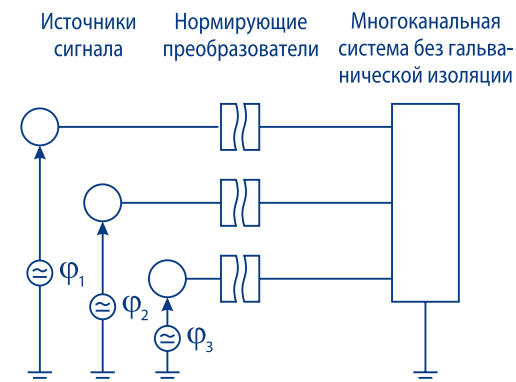 Источники
сигнала
Нормирующие
преобразователи
Многоканальная
система без гальва-
нической изоляции
φ1
φ2
φ3